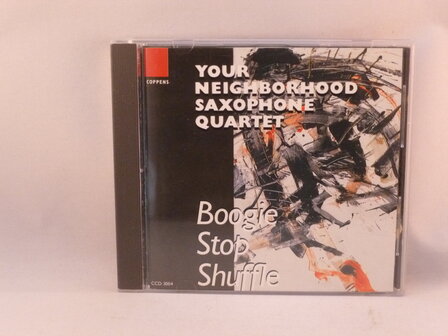 COPPENS
YOUR
NEIGHBORHOOD
SAXOPHONE
QUARTET
Boogie
Stop
Shuffle
CCD 3004